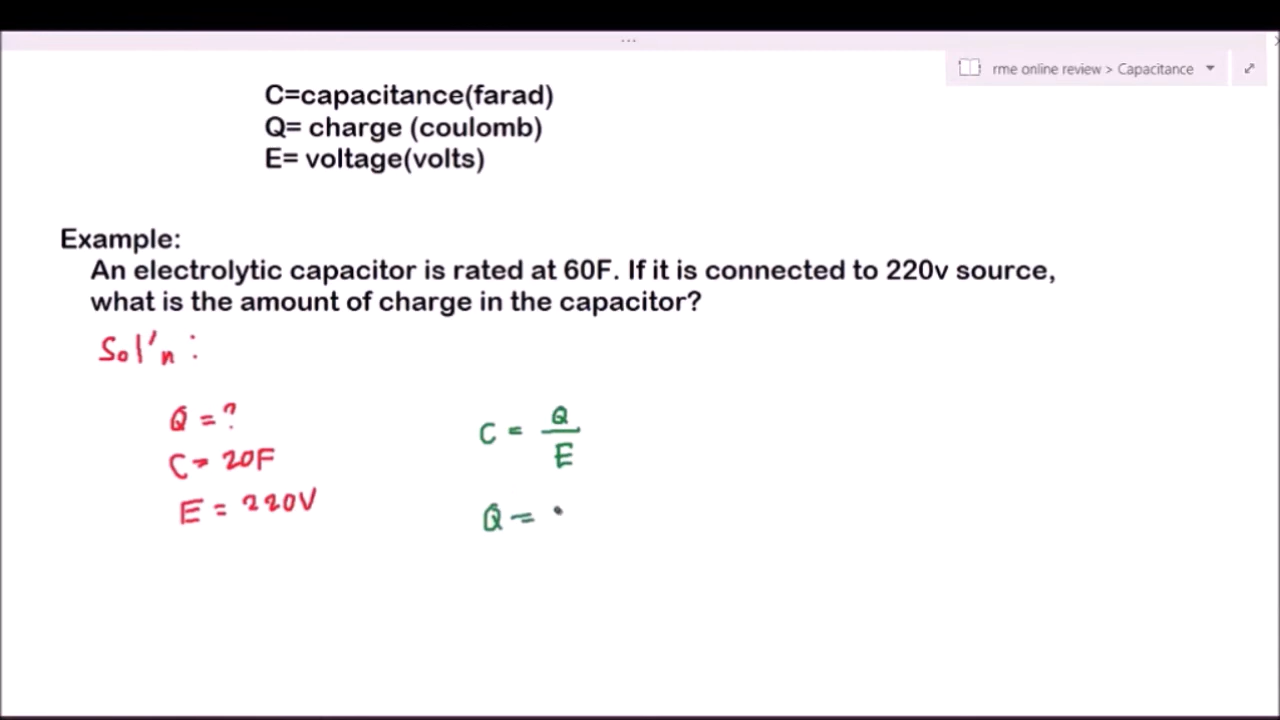 ...
rme online review > Capacitance
C=capacitance(farad)
Q= charge (coulomb)
E= voltage(volts)
Example:
An electrolytic capacitor is rated at 60F. If it is connected to 220v source,
what is the amount of charge in the capacitor?
Sol'n :
Q = ?
C = 20F
E = 220V
C = Q
E
Q =